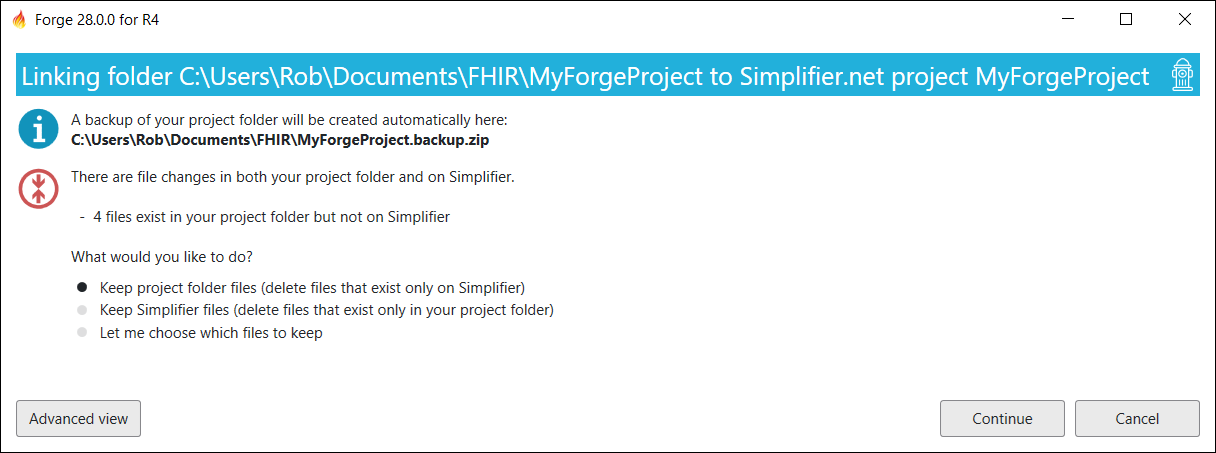 Forge 28.0.0 for R4
Linking folder C:\Users\Rob\Documents\FHIR\MyForgeProject to Simplifier.net project MyForgeProject
A backup of your project folder will be created automatically here:
C:\Users\Rob\Documents\FHIR\MyForgeProject.backup.zip
There are file changes in both your project folder and on Simplifier.
- 4 files exist in your project folder but not on Simplifier
What would you like to do?
Keep project folder files (delete files that exist only on Simplifier)
Keep Simplifier files (delete files that exist only in your project folder)
Let me choose which files to keep
Advanced view
Continue
Cancel